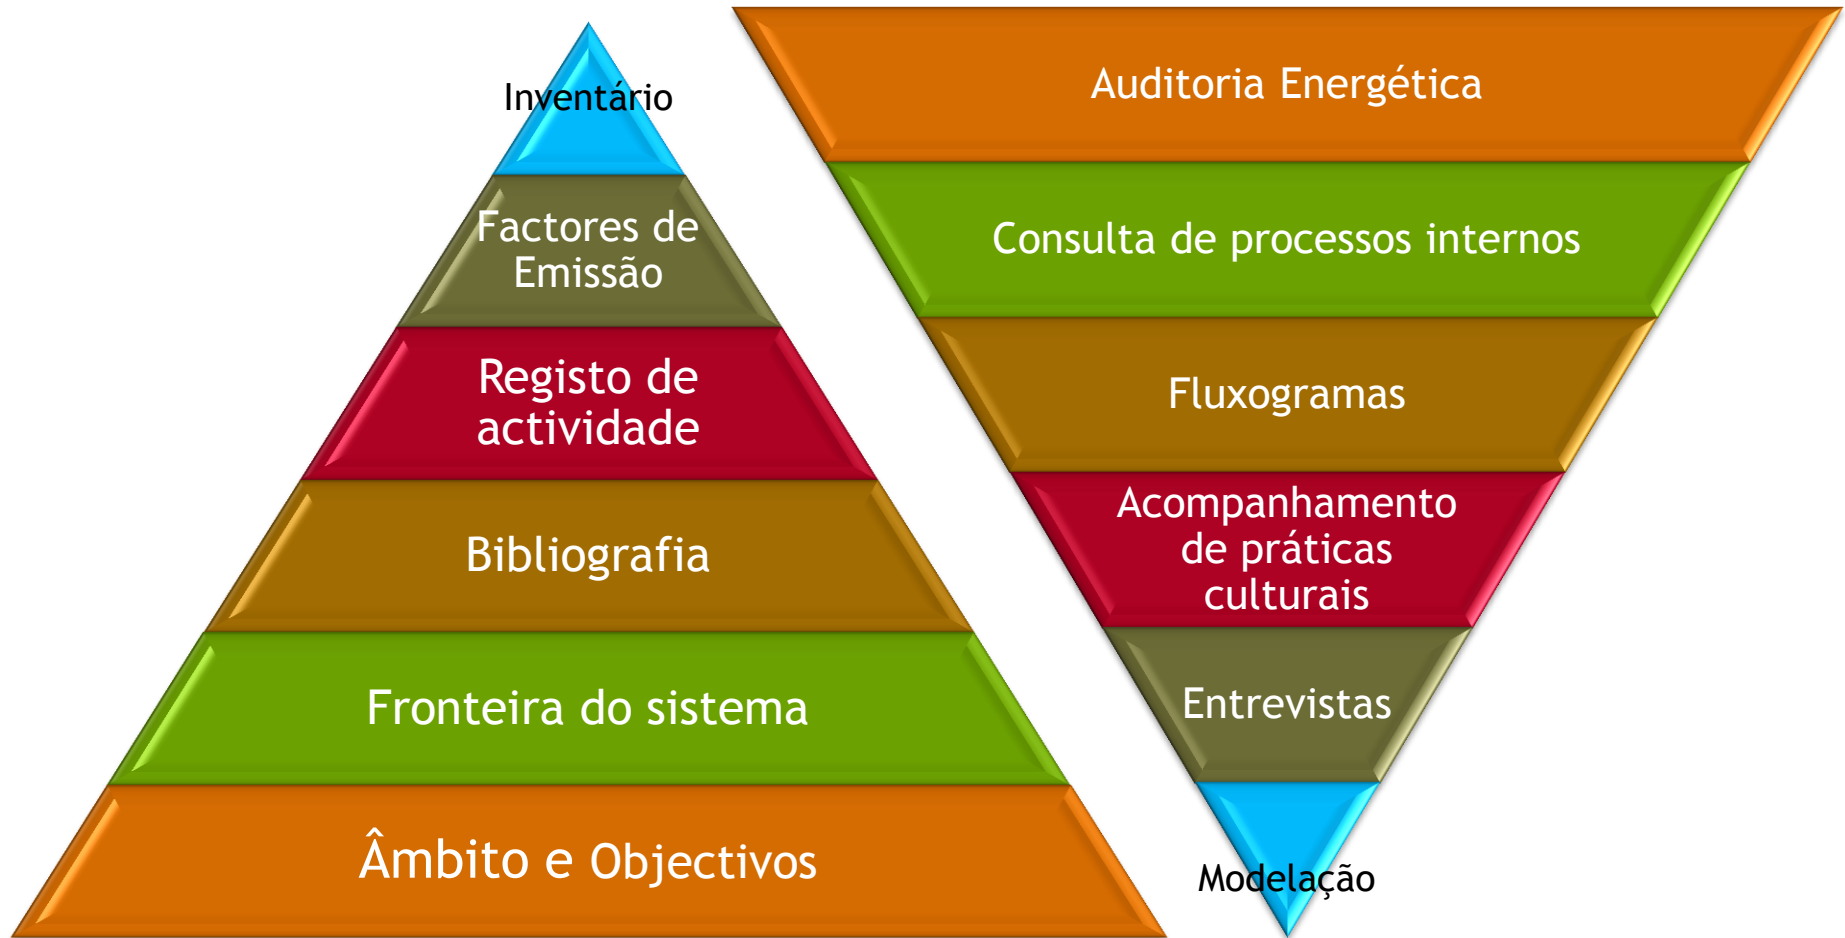 Inventário
Factores de
Emissão
Registo de
actividade
Bibliografia
Fronteira do sistema
Âmbito e Objectivos
Auditoria Energética
Consulta de processos internos
Fluxogramas
Acompanhamento
de práticas
culturais
Entrevistas
Modelação